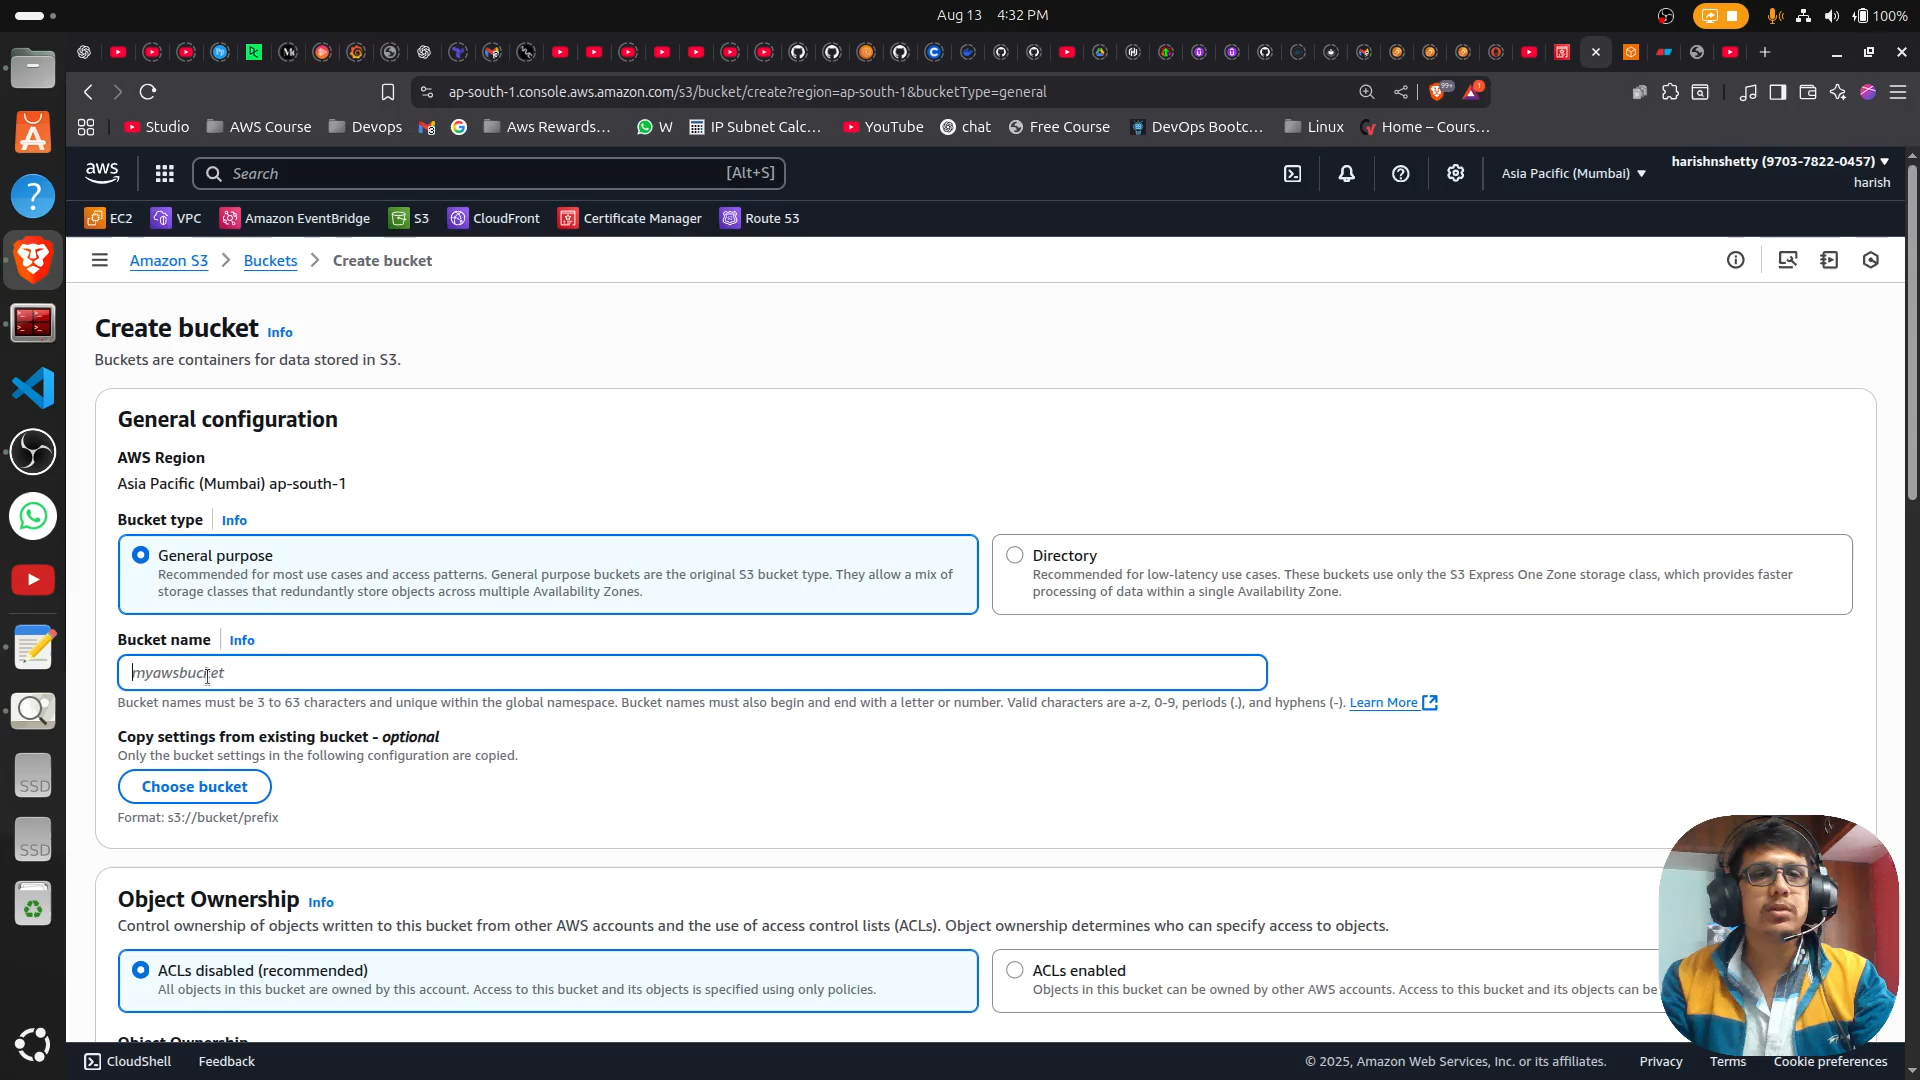 Aug 13 4:32 PM
100%
ap-south-1.console.aws.amazon.com/s3/bucket/create?region=ap-south-1&bucketType=general
99+
1
Studio
AWS Course
Devops
Aws Rewards...
W
IP Subnet Calc...
YouTube
chat
Free Course
DevOps Bootc...
Linux
Home – Cours...
aws
Search
[Alt+S]
Asia Pacific (Mumbai)
harishnshetty (9703-7822-0457)
harish
EC2
VPC
Amazon EventBridge
S3
CloudFront
Certificate Manager
Route 53
Amazon S3
Buckets
Create bucket
Create bucket Info
Buckets are containers for data stored in S3.
General configuration
AWS Region
Asia Pacific (Mumbai) ap-south-1
Bucket type Info
General purpose
Recommended for most use cases and access patterns. General purpose buckets are the original S3 bucket type. They allow a mix of
storage classes that redundantly store objects across multiple Availability Zones.
Directory
Recommended for low-latency use cases. These buckets use only the S3 Express One Zone storage class, which provides faster
processing of data within a single Availability Zone.
Bucket name Info
myawsbucket
Bucket names must be 3 to 63 characters and unique within the global namespace. Bucket names must also begin and end with a letter or number. Valid characters are a-z, 0-9, periods (.), and hyphens (-). Learn More
Copy settings from existing bucket - optional
Only the bucket settings in the following configuration are copied.
Choose bucket
Format: s3://bucket/prefix
Object Ownership Info
Control ownership of objects written to this bucket from other AWS accounts and the use of access control lists (ACLs). Object ownership determines who can specify access to objects.
ACLs disabled (recommended)
All objects in this bucket are owned by this account. Access to this bucket and its objects is specified using only policies.
ACLs enabled
Objects in this bucket can be owned by other AWS accounts. Access to this bucket and its objects can be
Object Ownership
SSD
SSD
CloudShell
Feedback
© 2025, Amazon Web Services, Inc. or its affiliates.
Privacy
Terms
Cookie preferences